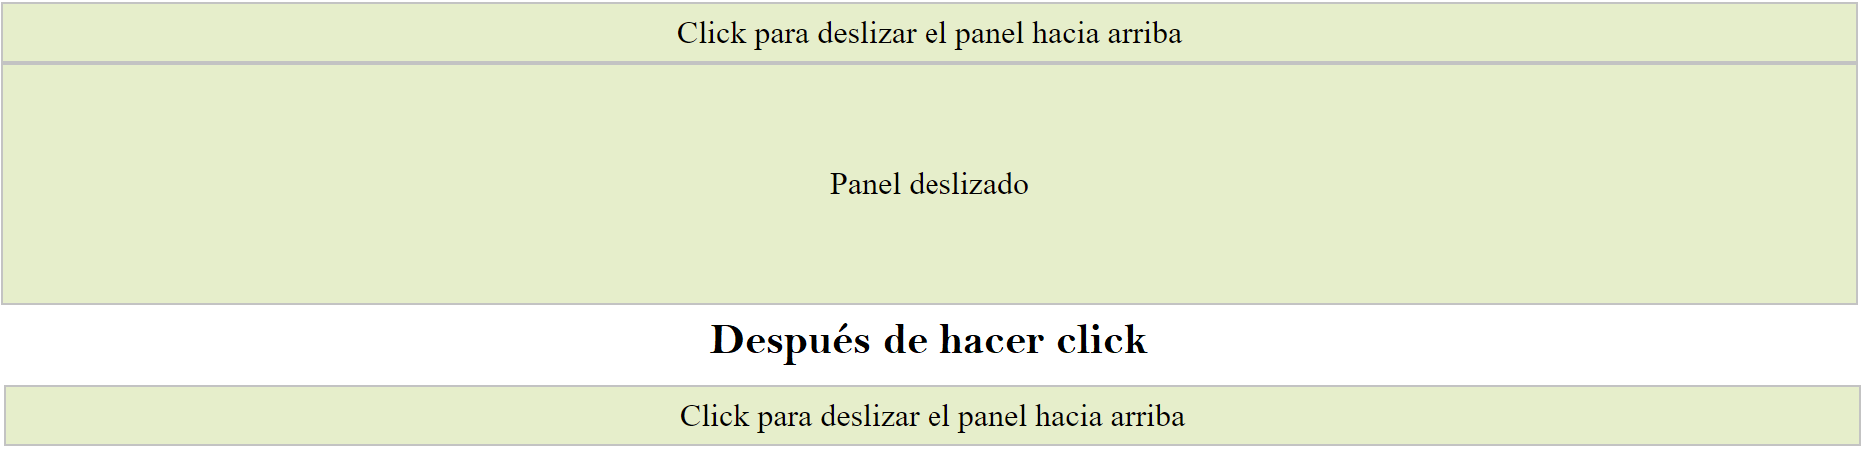 Click para deslizar el panel hacia arriba
Panel deslizado
Después de hacer click
Click para deslizar el panel hacia arriba